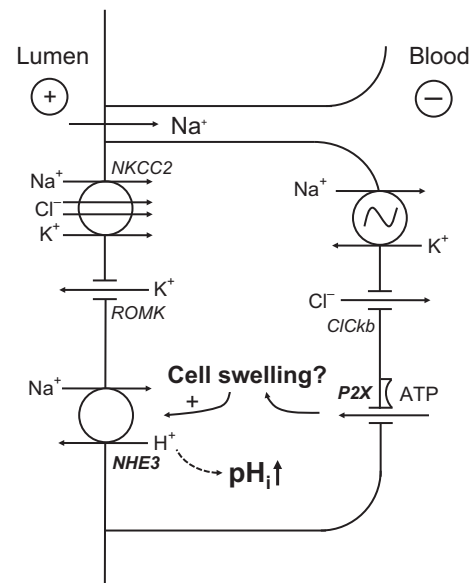 Lumen Blood
+ −
Na⁺
NKCC2
Na⁺ Na⁺
Cl⁻
K⁺ K⁺
K⁺ Cl⁻
ROMK ClCkb
Na⁺ Cell swelling? P2X ATP
+
H⁺
NHE3 pHᵢ↑